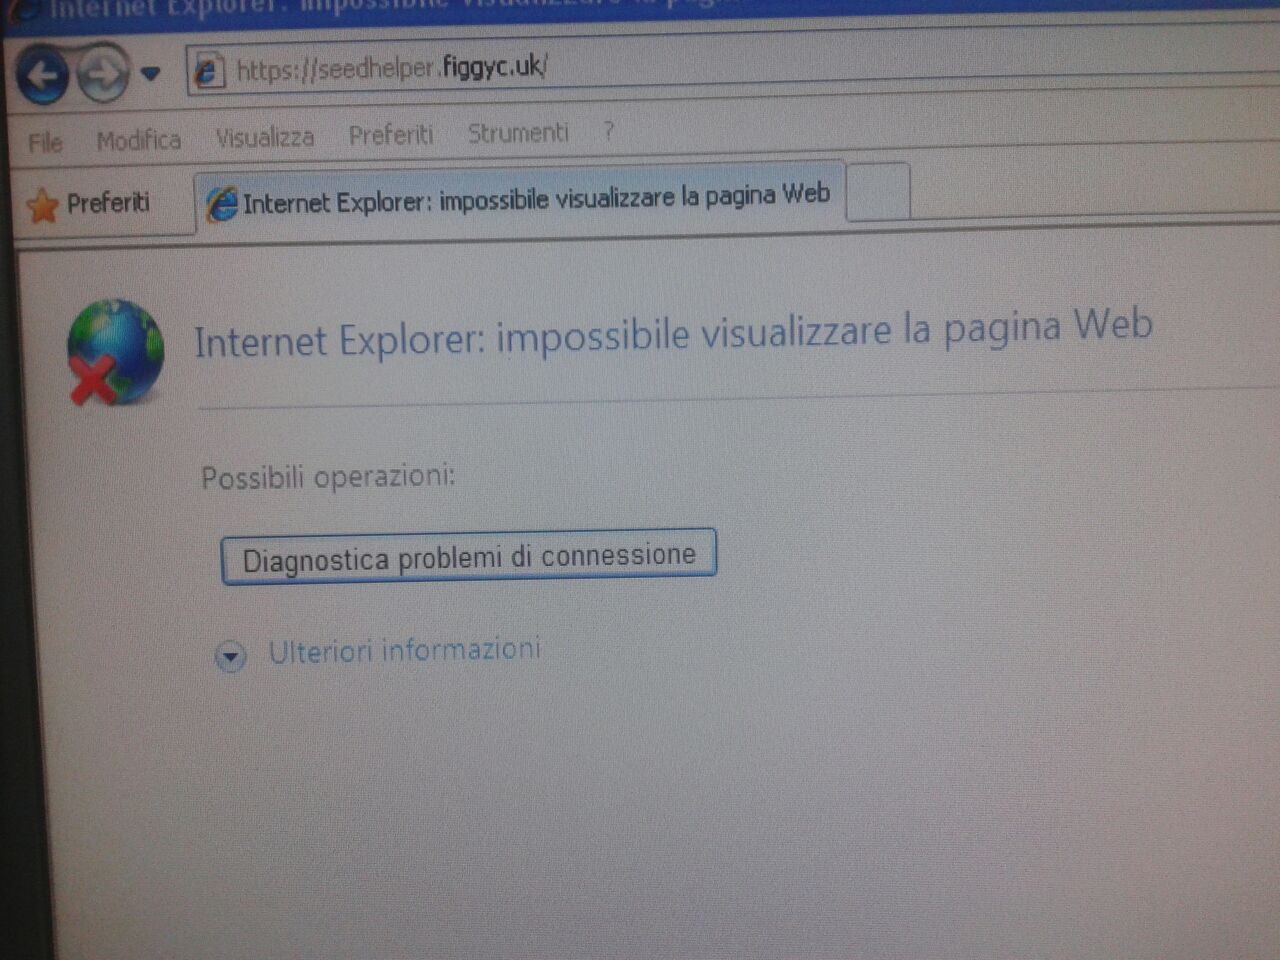 Internet Explorer: impossibile visualizzare la pagina
https://seedhelper.figgyc.uk/
File Modifica Visualizza Preferiti Strumenti ?
Preferiti Internet Explorer: impossibile visualizzare la pagina Web
Internet Explorer: impossibile visualizzare la pagina Web
Possibili operazioni:
Diagnostica problemi di connessione
Ulteriori informazioni